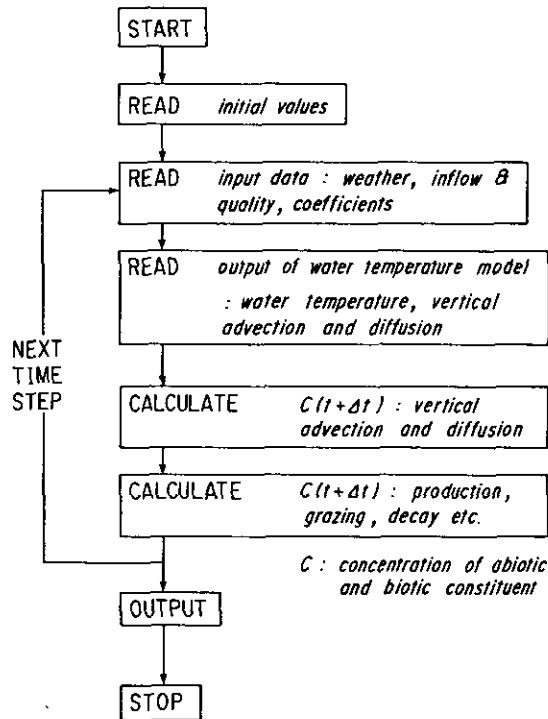 START
READ initial values
READ input data : weather, inflow &
quality, coefficients
READ output of water temperature model
: water temperature, vertical
advection and diffusion
NEXT
TIME
STEP
CALCULATE C(t+Δt) : vertical
advection and diffusion
CALCULATE C(t+Δt) : production,
grazing, decay etc.
C : concentration of abiotic
and biotic constituent
OUTPUT
STOP